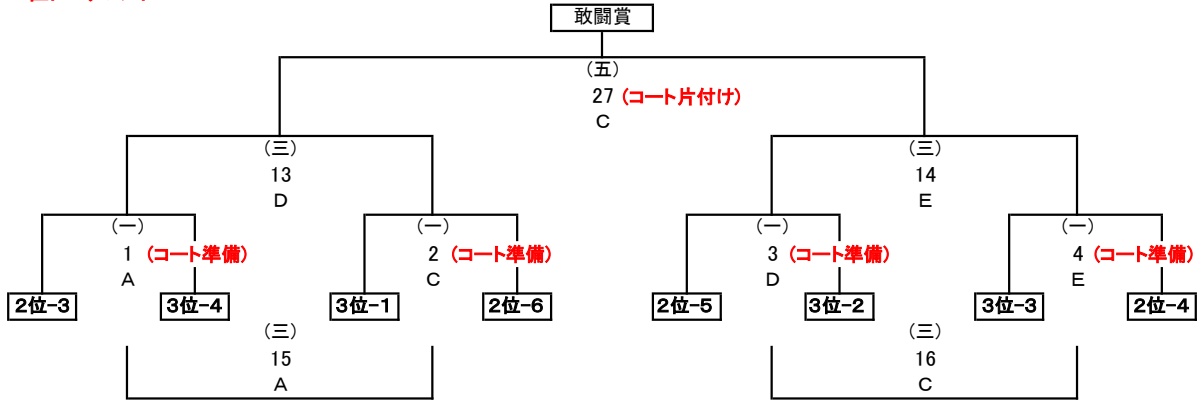 敢闘賞
(五)
27 (コート片付け)
C
(三) (三)
13 14
D E
(一) (一) (一) (一)
1 (コート準備) 2 (コート準備) 3 (コート準備) 4 (コート準備)
A C D E
2位-3 3位-4 3位-1 2位-6 2位-5 3位-2 3位-3 2位-4
(三) (三)
15 16
A C